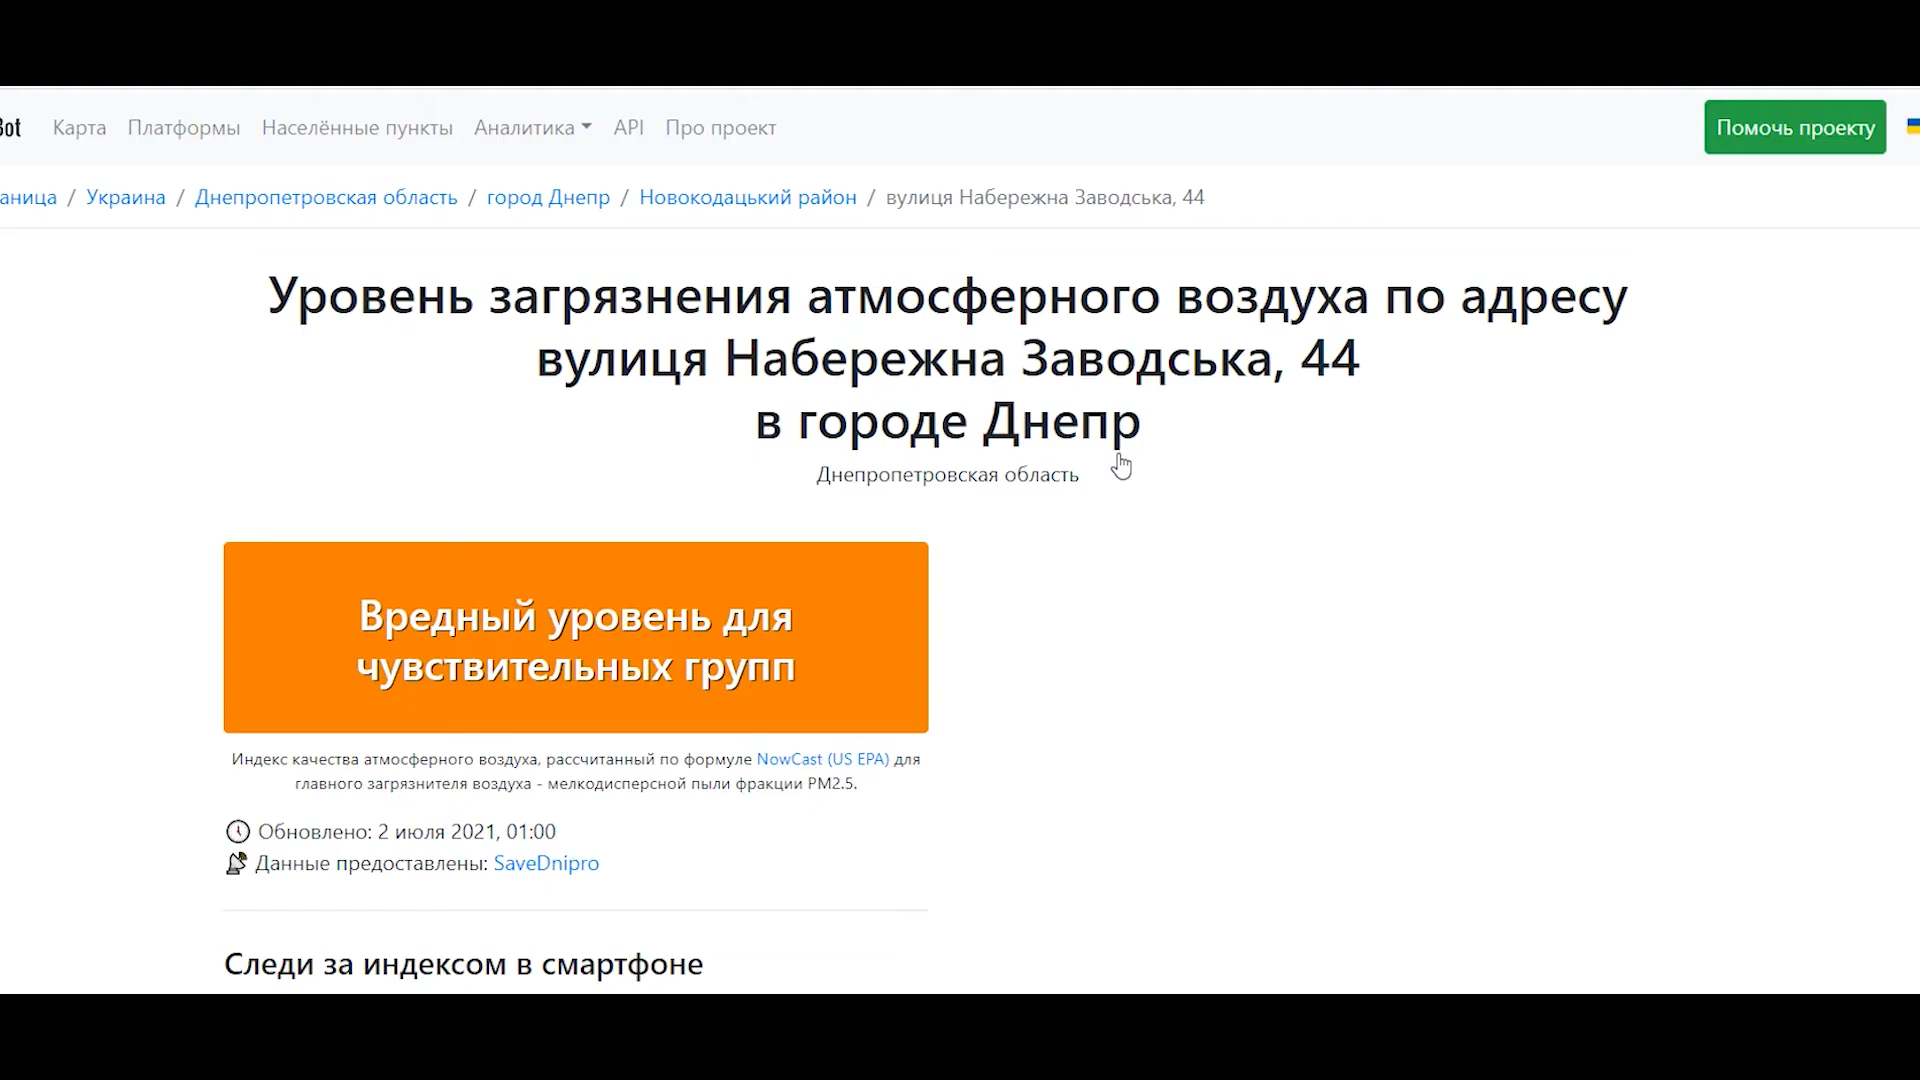 Bot Карта Платформы Населённые пункты Аналитика API Про проект Помочь проекту
аница / Украина / Днепропетровская область / город Днепр / Новокодацький район / вулиця Набережна Заводська, 44
Уровень загрязнения атмосферного воздуха по адресу
вулиця Набережна Заводська, 44
в городе Днепр
Днепропетровская область
Вредный уровень для
чувствительных групп
Индекс качества атмосферного воздуха, рассчитанный по формуле NowCast (US EPA) для
главного загрязнителя воздуха - мелкодисперсной пыли фракции PM2.5.
Обновлено: 2 июля 2021, 01:00
Данные предоставлены: SaveDnipro
Следи за индексом в смартфоне